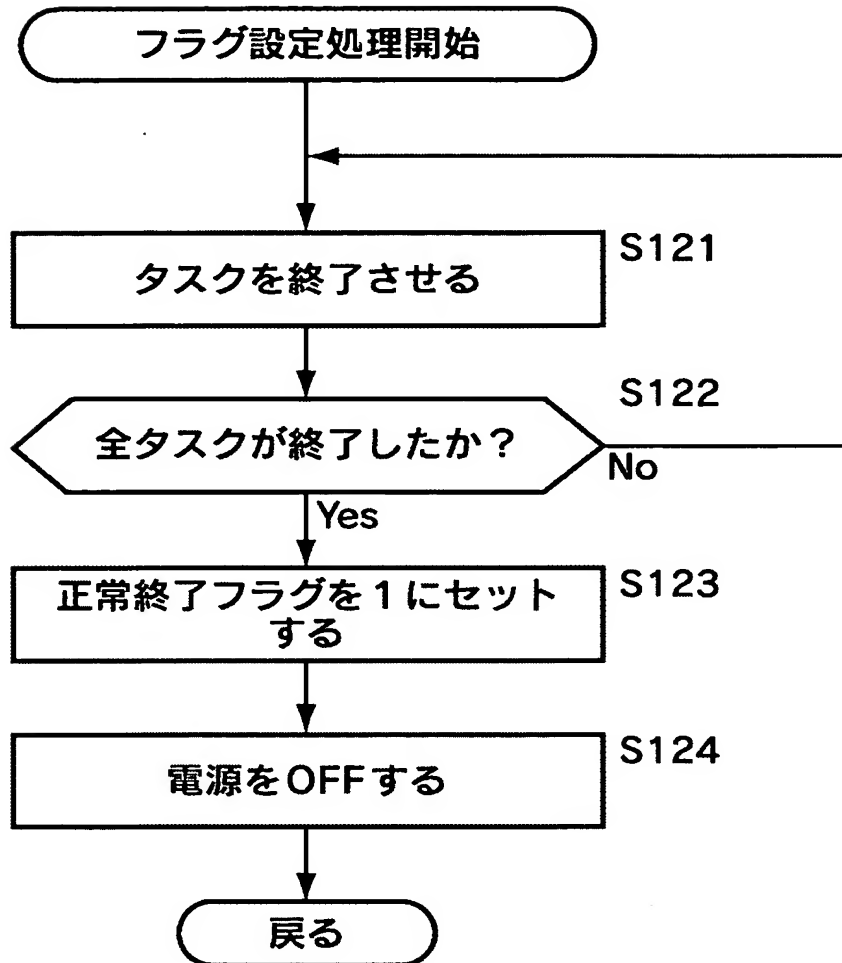 フラグ設定処理開始
S121
タスクを終了させる
S122
全タスクが終了したか？
No
Yes
S123
正常終了フラグを1にセット
する
S124
電源をOFFする
戻る